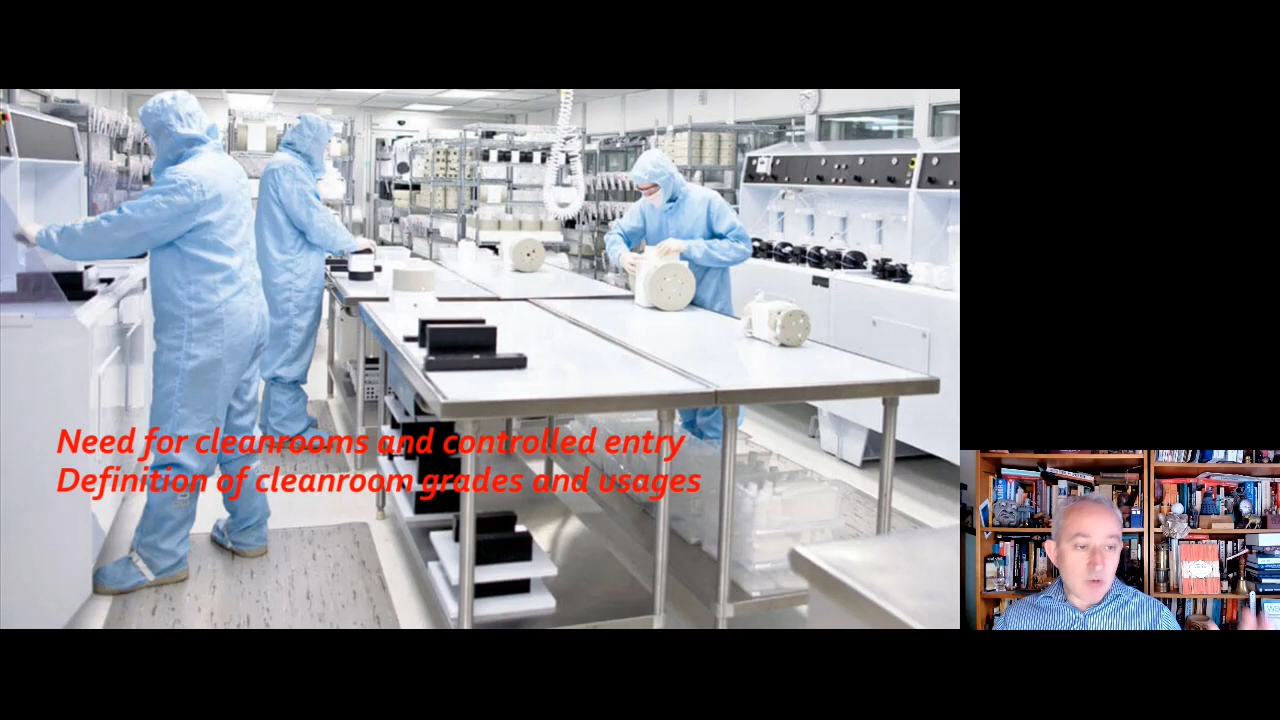 Need for cleanrooms and controlled entry
Definition of cleanroom grades and usages